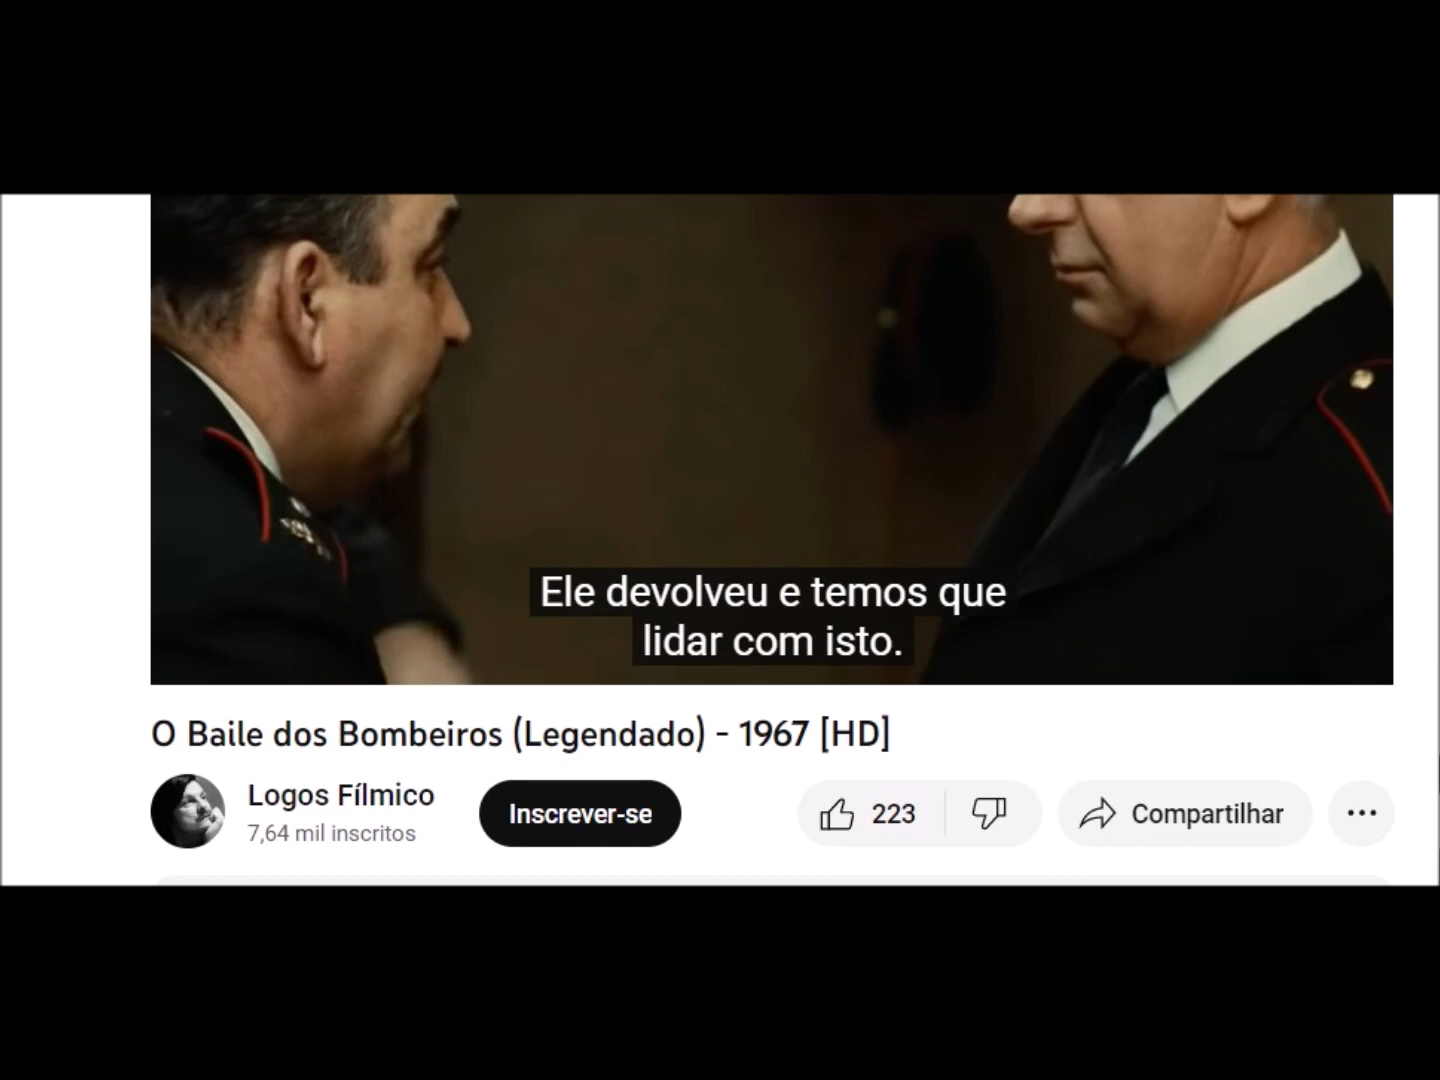 Ele devolveu e temos que
lidar com isto.
O Baile dos Bombeiros (Legendado) - 1967 [HD]
Logos Fílmico
7,64 mil inscritos
Inscrever-se
223
Compartilhar